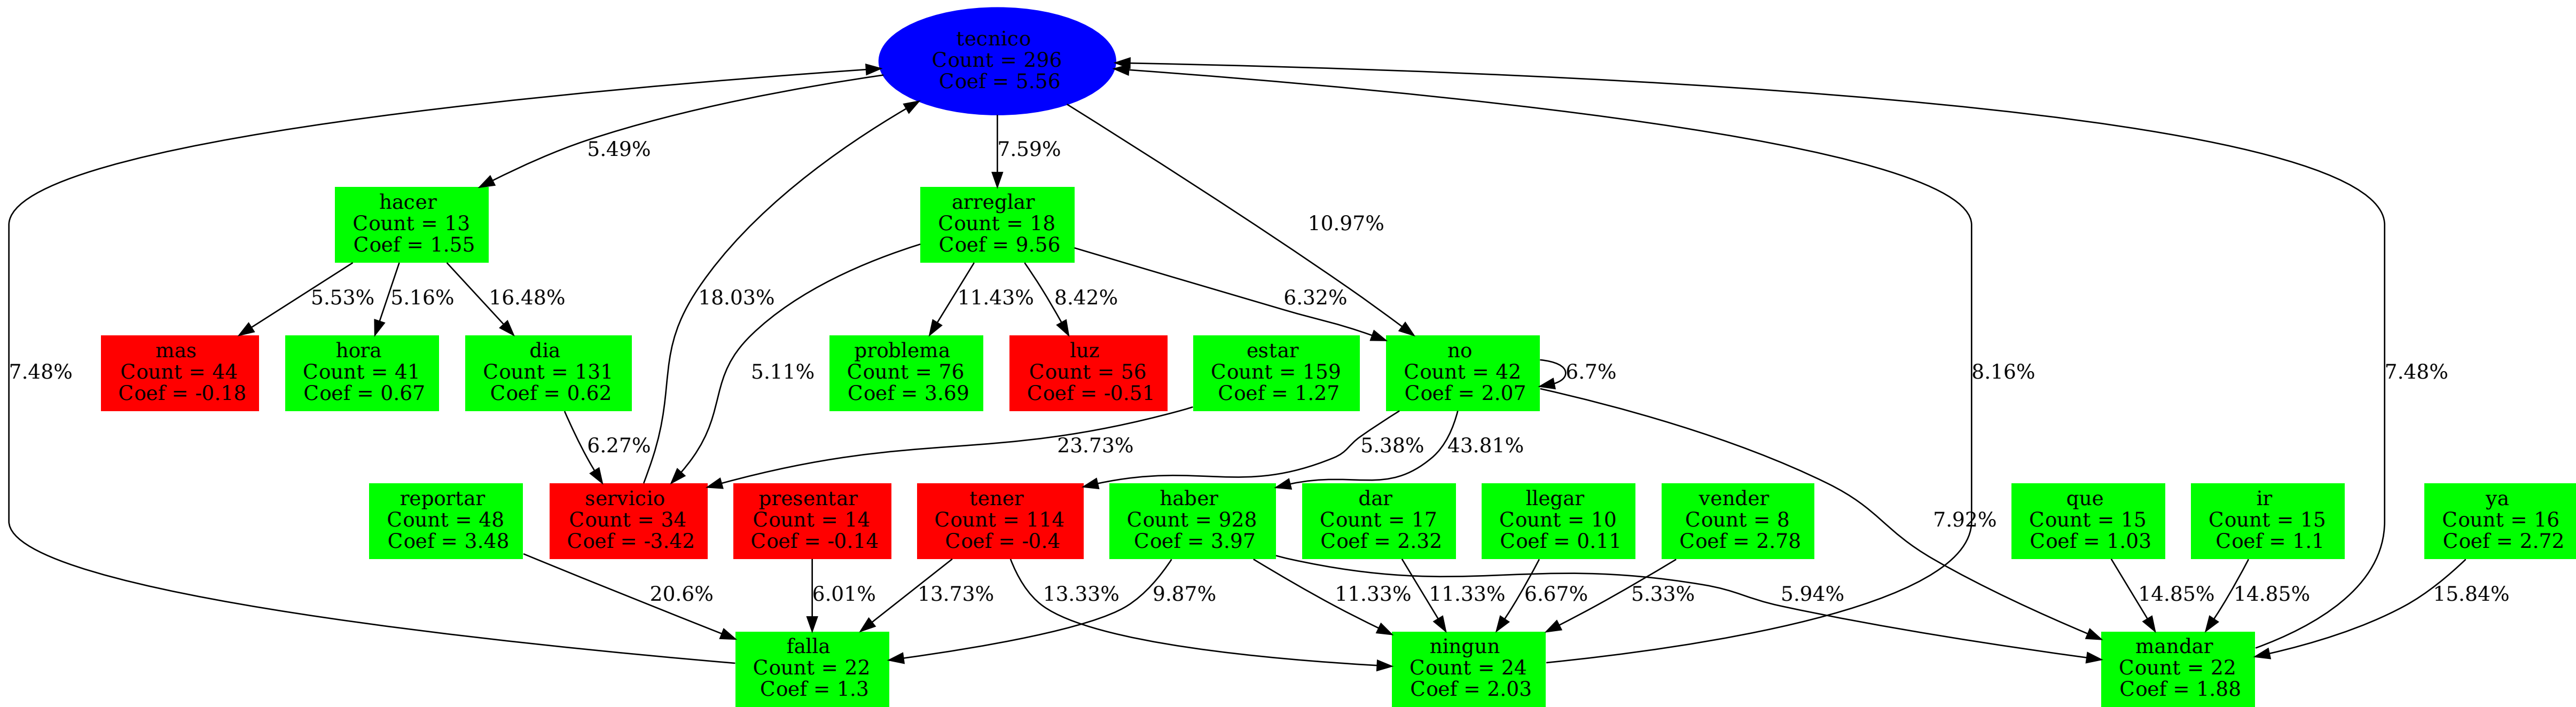 tecnico
Count = 296
Coef = 5.56
5.49%
7.59%
10.97%
hacer
Count = 13
Coef = 1.55
arreglar
Count = 18
Coef = 9.56
5.53%
5.16%
16.48%
18.03%
11.43%
8.42%
6.32%
7.48%
mas
Count = 44
Coef = -0.18
hora
Count = 41
Coef = 0.67
dia
Count = 131
Coef = 0.62
5.11%
problema
Count = 76
Coef = 3.69
luz
Count = 56
Coef = -0.51
estar
Count = 159
Coef = 1.27
no
Count = 42
Coef = 2.07
6.7%
8.16%
7.48%
6.27%
23.73%
5.38%
43.81%
reportar
Count = 48
Coef = 3.48
servicio
Count = 34
Coef = -3.42
presentar
Count = 14
Coef = -0.14
tener
Count = 114
Coef = -0.4
haber
Count = 928
Coef = 3.97
dar
Count = 17
Coef = 2.32
llegar
Count = 10
Coef = 0.11
vender
Count = 8
Coef = 2.78
7.92%
que
Count = 15
Coef = 1.03
ir
Count = 15
Coef = 1.1
ya
Count = 16
Coef = 2.72
20.6%
6.01%
13.73%
13.33%
9.87%
11.33%
11.33%
6.67%
5.33%
5.94%
14.85%
14.85%
15.84%
falla
Count = 22
Coef = 1.3
ningun
Count = 24
Coef = 2.03
mandar
Count = 22
Coef = 1.88